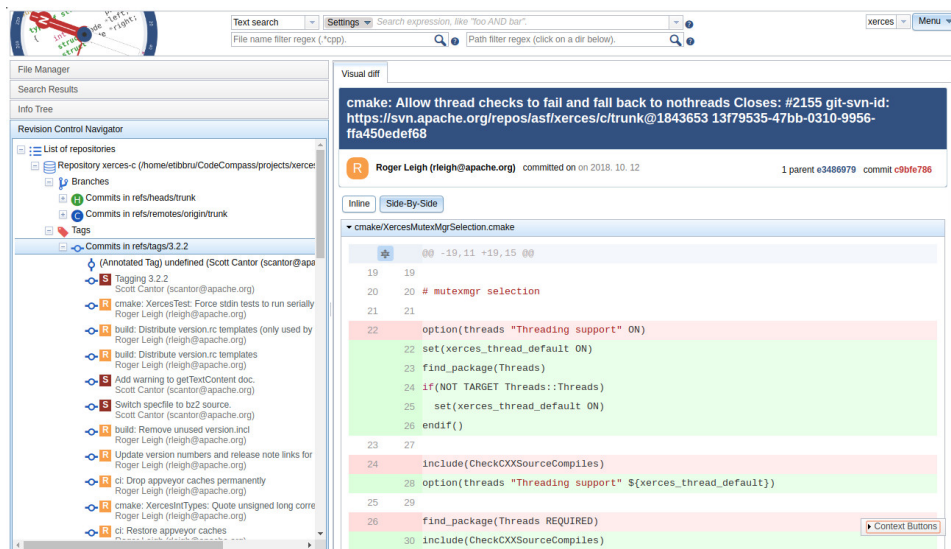 Text search
Settings
Search expression, like "foo AND bar".
xerces
Menu
File name filter regex (.*cpp).
Path filter regex (click on a dir below).
File Manager
Search Results
Info Tree
Revision Control Navigator
List of repositories
Repository xerces-c (/home/etibbru/CodeCompass/projects/xerces
Branches
H Commits in refs/heads/trunk
C Commits in refs/remotes/origin/trunk
Tags
Commits in refs/tags/3.2.2
(Annotated Tag) undefined (Scott Cantor (scantor@apa
S Tagging 3.2.2
Scott Cantor (scantor@apache.org)
R cmake: XercesTest: Force stdin tests to run serially
Roger Leigh (rleigh@apache.org)
R build: Distribute version.rc templates (only used by
Roger Leigh (rleigh@apache.org)
R build: Distribute version.rc templates
Roger Leigh (rleigh@apache.org)
S Add warning to getTextContent doc.
Scott Cantor (scantor@apache.org)
S Switch specfile to bz2 source.
Scott Cantor (scantor@apache.org)
R build: Remove unused version.incl
Roger Leigh (rleigh@apache.org)
R Update version numbers and release note links for
Roger Leigh (rleigh@apache.org)
R ci: Drop appveyor caches permanently
Roger Leigh (rleigh@apache.org)
R cmake: XercesIntTypes: Quote unsigned long corre
Roger Leigh (rleigh@apache.org)
R ci: Restore appveyor caches
Roger Leigh (rleigh@apache.org)
Visual diff
cmake: Allow thread checks to fail and fall back to nothreads Closes: #2155 git-svn-id:
https://svn.apache.org/repos/asf/xerces/c/trunk@1843653 13f79535-47bb-0310-9956-
ffa450edef68
R Roger Leigh (rleigh@apache.org) committed on on 2018. 10. 12
1 parent e3486979 commit c9bfe786
Inline Side-By-Side
cmake/XercesMutexMgrSelection.cmake
@@ -19,11 +19,15 @@
19 19
20 20 # mutexmgr selection
21 21
22 option(threads "Threading support" ON)
22 set(xerces_thread_default ON)
23 find_package(Threads)
24 if(NOT TARGET Threads::Threads)
25 set(xerces_thread_default ON)
26 endif()
23 27
24 include(CheckCXXSourceCompiles)
28 option(threads "Threading support" ${xerces_thread_default})
25 29
26 find_package(Threads REQUIRED)
30 include(CheckCXXSourceCompiles)
Context Buttons